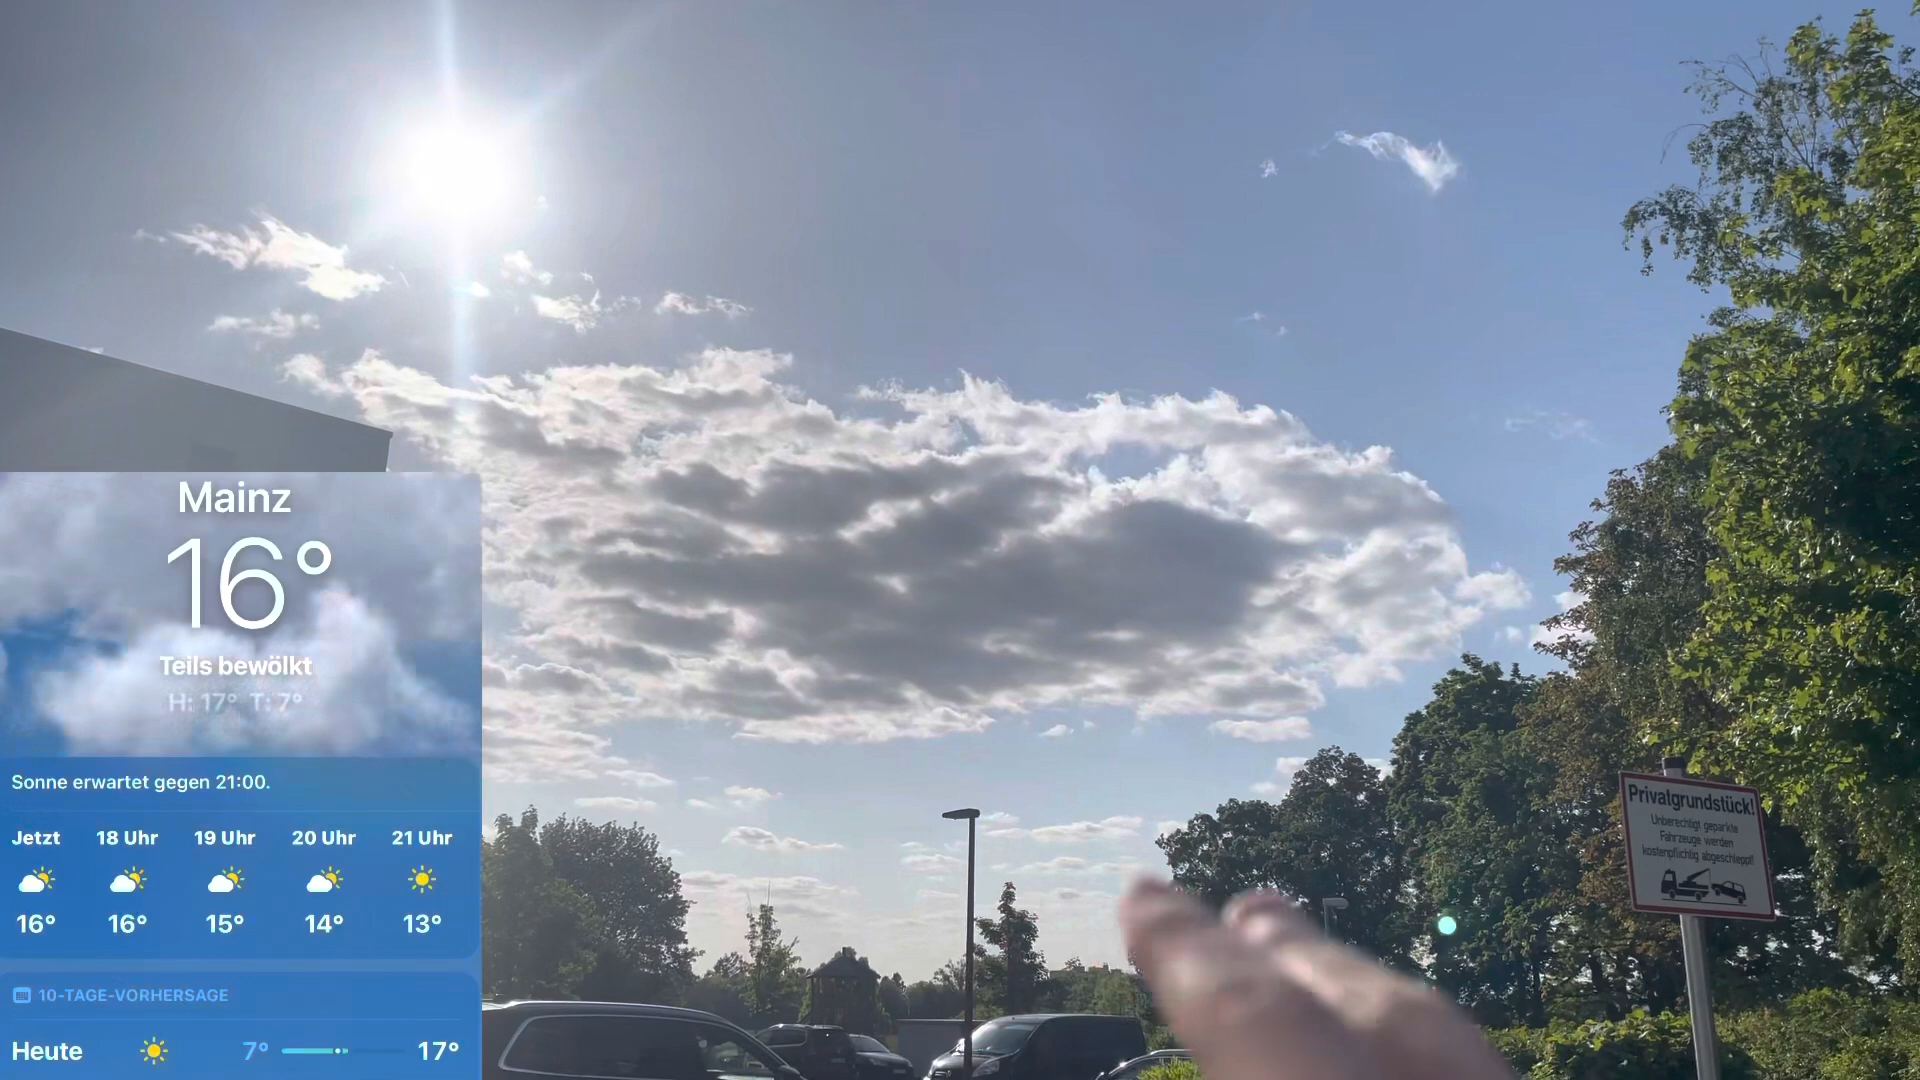 Mainz
16°
Teils bewölkt
H: 17° T: 7°
Sonne erwartet gegen 21:00.
Jetzt 18 Uhr 19 Uhr 20 Uhr 21 Uhr
16° 16° 15° 14° 13°
10-TAGE-VORHERSAGE
Heute 7° 17°
Privatgrundstück!
Unberechtigt geparkte
Fahrzeuge werden
kostenpflichtig abgeschleppt!